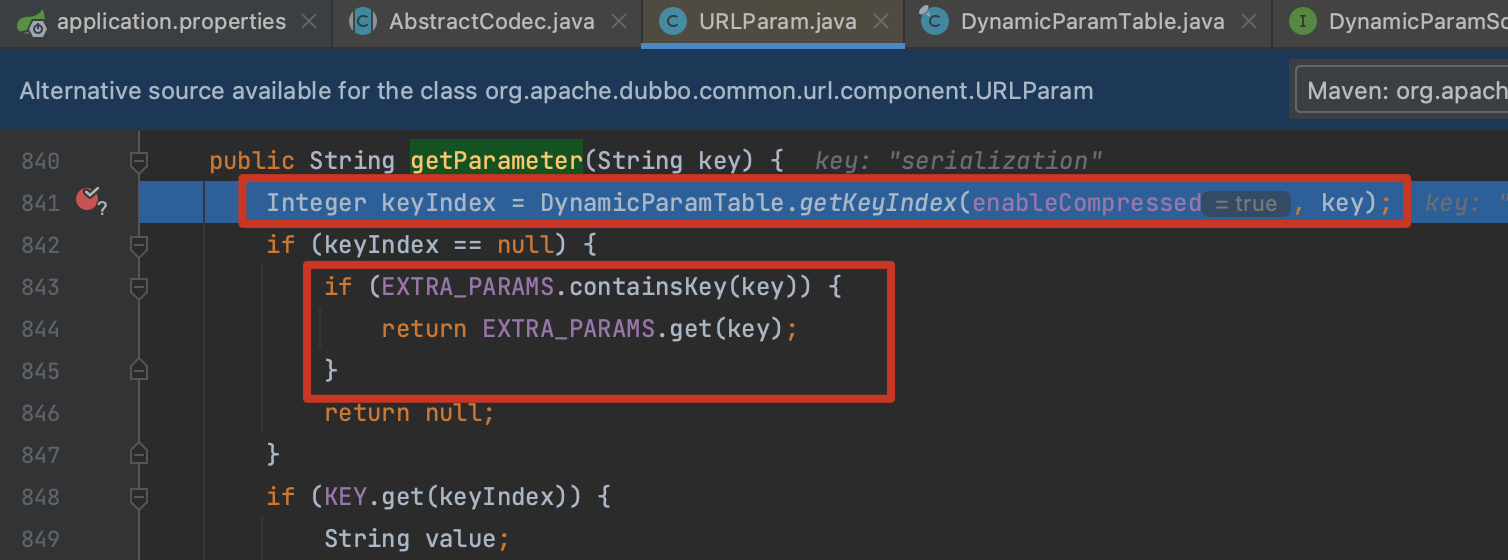 application.properties AbstractCodec.java URLParam.java DynamicParamTable.java DynamicParamSo
Alternative source available for the class org.apache.dubbo.common.url.component.URLParam Maven: org.apach
840 public String getParameter(String key) { key: "serialization"
841 Integer keyIndex = DynamicParamTable.getKeyIndex(enableCompressed = true , key); key: "
842 if (keyIndex == null) {
843 if (EXTRA_PARAMS.containsKey(key)) {
844 return EXTRA_PARAMS.get(key);
845 }
846 return null;
847 }
848 if (KEY.get(keyIndex)) {
849 String value;